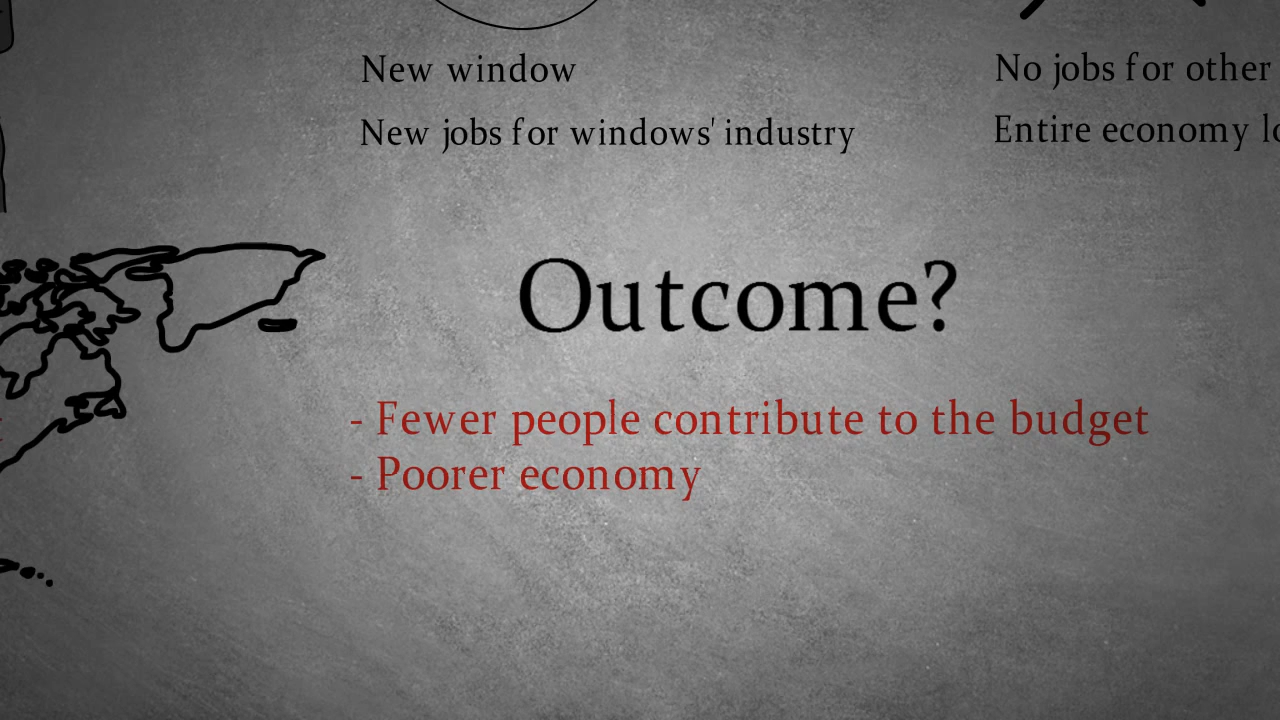 New window
No jobs for other
New jobs for windows' industry
Entire economy
Outcome?
- Fewer people contribute to the budget
- Poorer economy